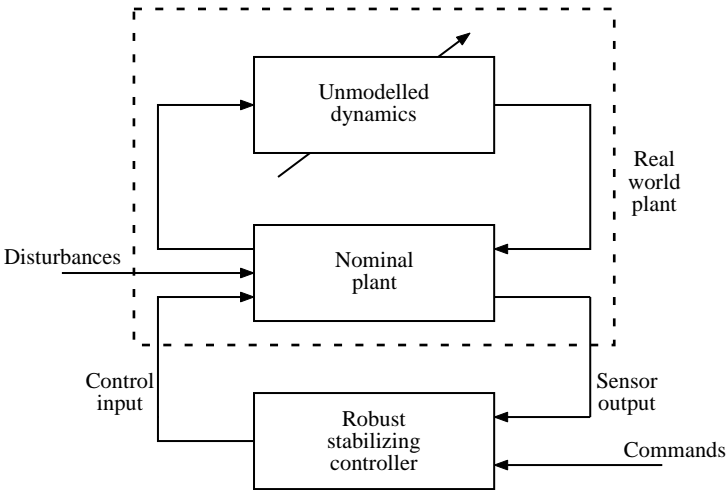 Unmodelled
dynamics
Real
world
plant
Disturbances
Nominal
plant
Control
input
Sensor
output
Robust
stabilizing
controller
Commands